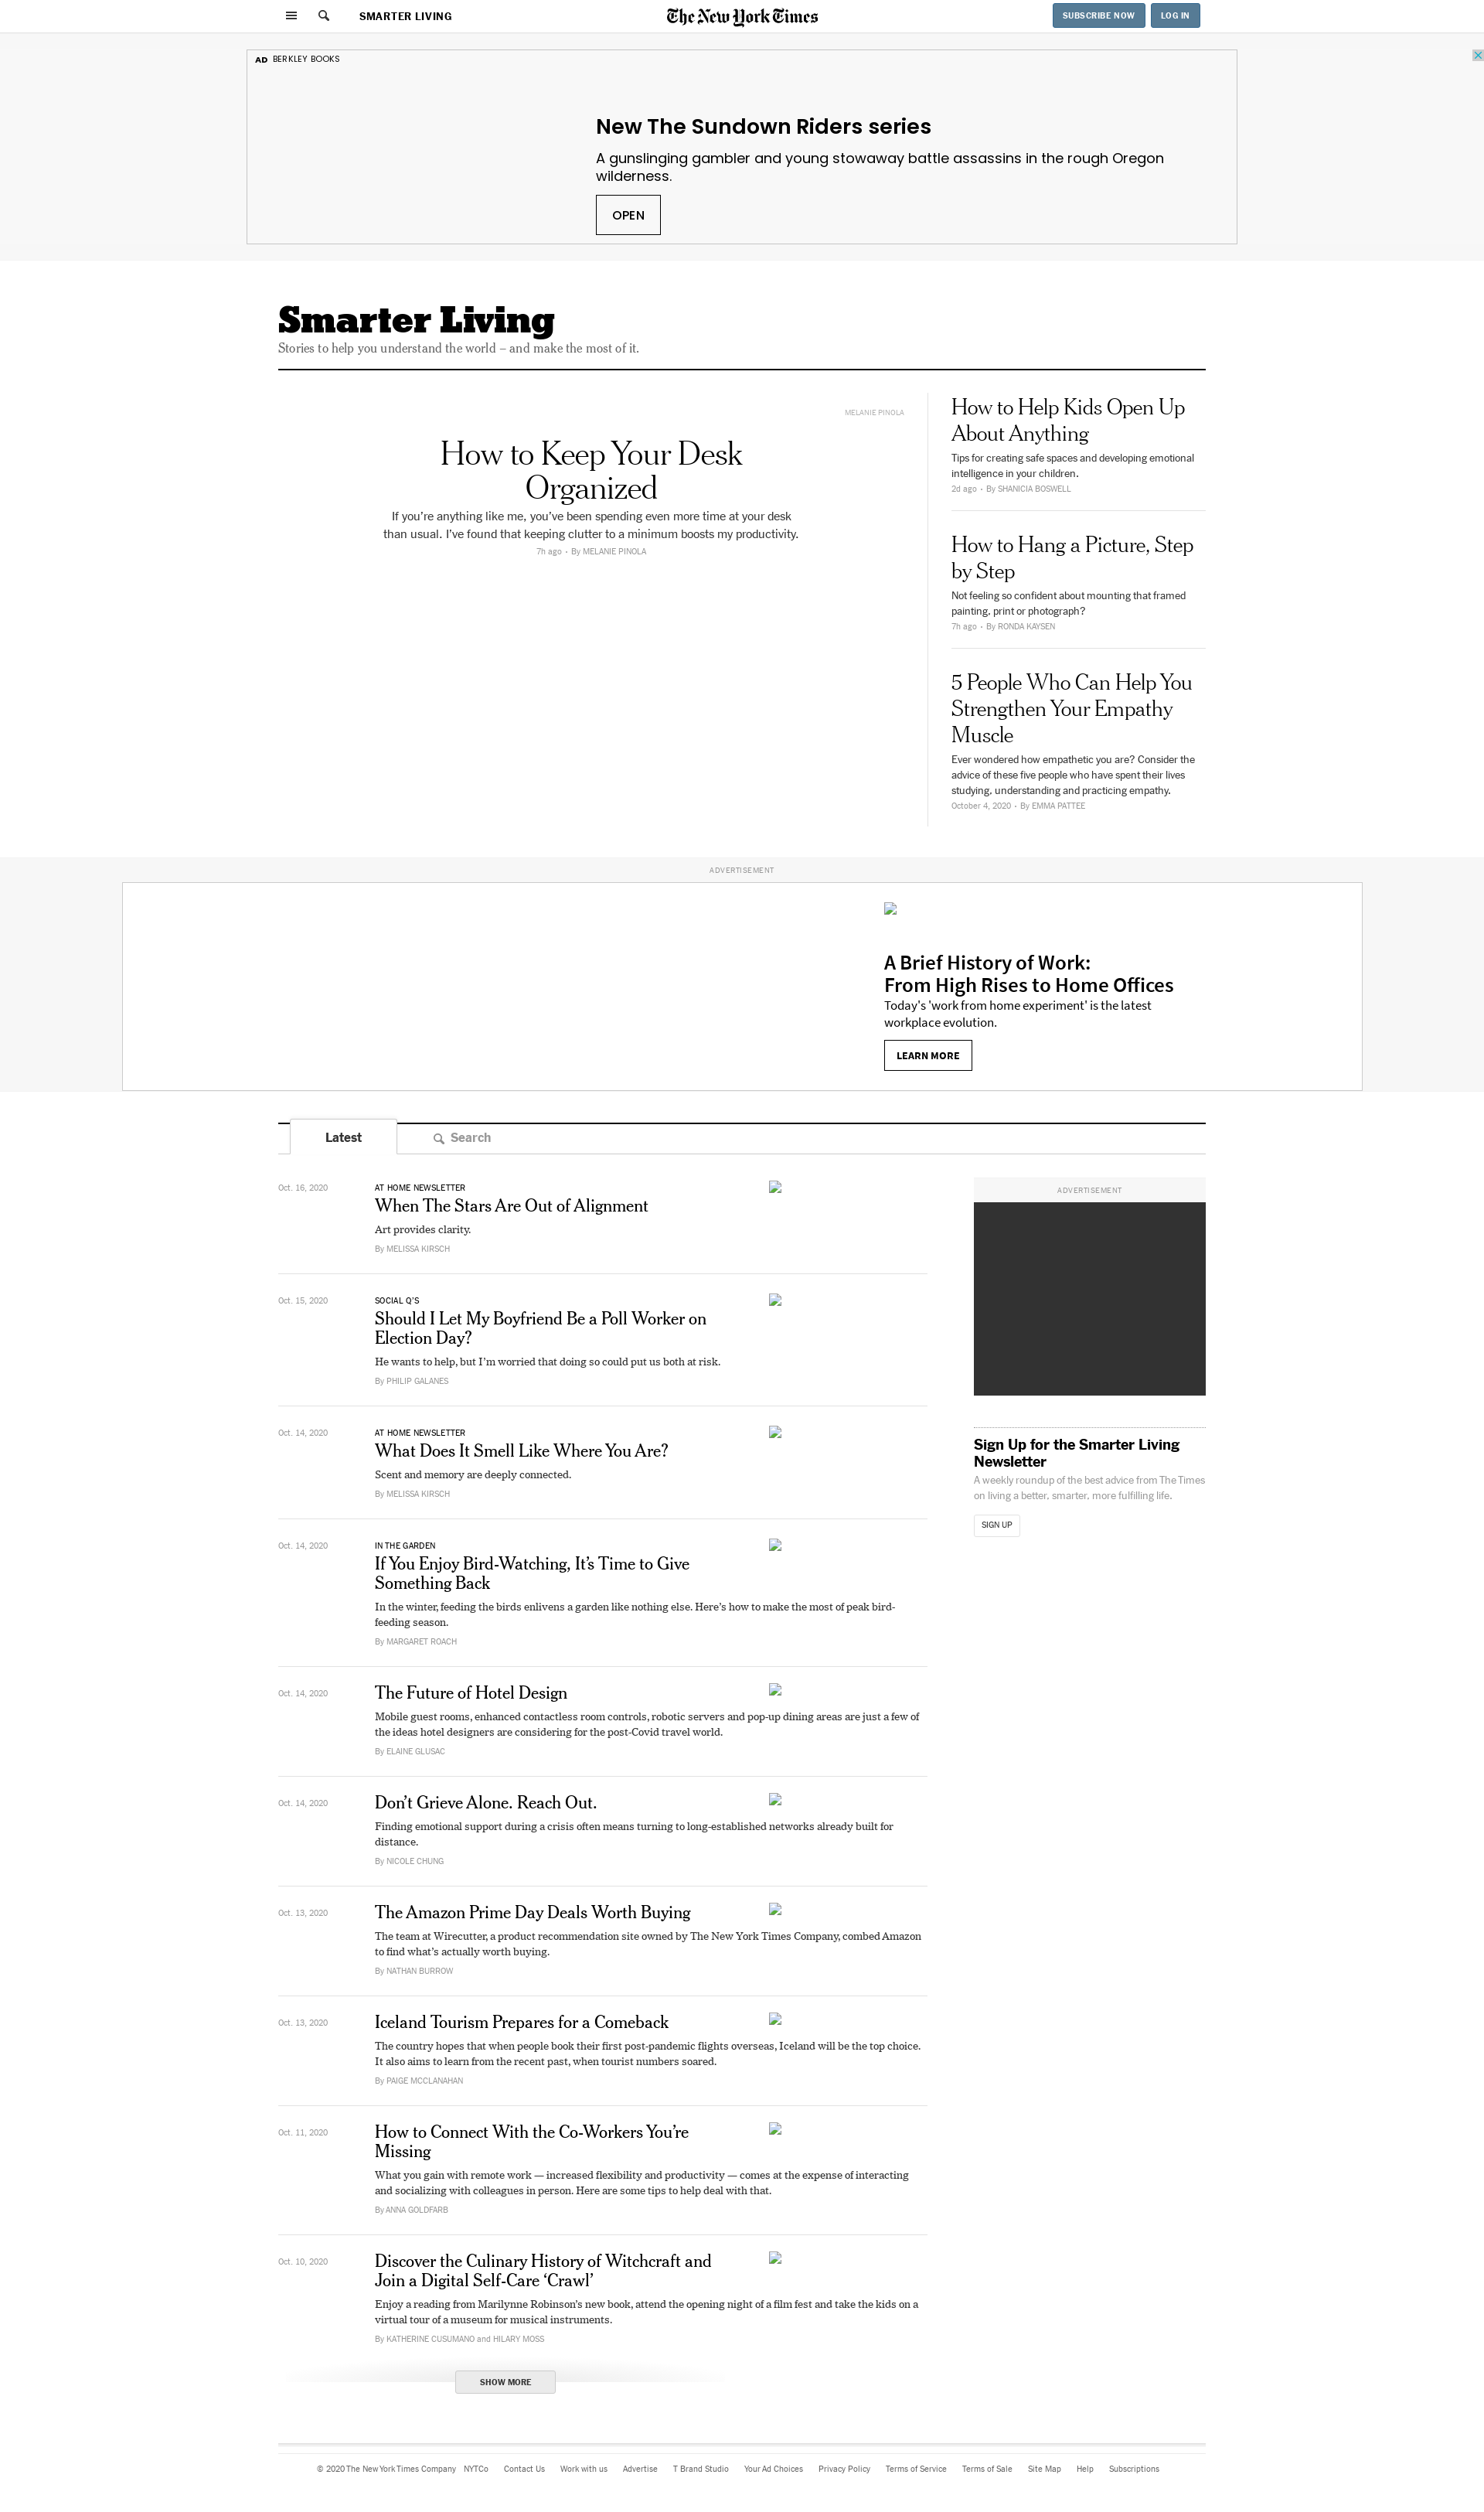 SMARTER LIVING
The New York Times
SUBSCRIBE NOW
LOG IN
AD BERKLEY BOOKS
New The Sundown Riders series
A gunslinging gambler and young stowaway battle assassins in the rough Oregon
wilderness.
OPEN
Smarter Living
Stories to help you understand the world – and make the most of it.
MELANIE PINOLA
How to Keep Your Desk
Organized
If you’re anything like me, you’ve been spending even more time at your desk
than usual. I’ve found that keeping clutter to a minimum boosts my productivity.
7h ago · By MELANIE PINOLA
How to Help Kids Open Up
About Anything
Tips for creating safe spaces and developing emotional
intelligence in your children.
2d ago · By SHANICIA BOSWELL
How to Hang a Picture, Step
by Step
Not feeling so confident about mounting that framed
painting, print or photograph?
7h ago · By RONDA KAYSEN
5 People Who Can Help You
Strengthen Your Empathy
Muscle
Ever wondered how empathetic you are? Consider the
advice of these five people who have spent their lives
studying, understanding and practicing empathy.
October 4, 2020 · By EMMA PATTEE
ADVERTISEMENT
A Brief History of Work:
From High Rises to Home Offices
Today's 'work from home experiment' is the latest
workplace evolution.
LEARN MORE
Latest
Search
Oct. 16, 2020
AT HOME NEWSLETTER
When The Stars Are Out of Alignment
Art provides clarity.
By MELISSA KIRSCH
Oct. 15, 2020
SOCIAL Q’S
Should I Let My Boyfriend Be a Poll Worker on
Election Day?
He wants to help, but I’m worried that doing so could put us both at risk.
By PHILIP GALANES
Oct. 14, 2020
AT HOME NEWSLETTER
What Does It Smell Like Where You Are?
Scent and memory are deeply connected.
By MELISSA KIRSCH
Oct. 14, 2020
IN THE GARDEN
If You Enjoy Bird-Watching, It’s Time to Give
Something Back
In the winter, feeding the birds enlivens a garden like nothing else. Here’s how to make the most of peak bird-
feeding season.
By MARGARET ROACH
Oct. 14, 2020
The Future of Hotel Design
Mobile guest rooms, enhanced contactless room controls, robotic servers and pop-up dining areas are just a few of
the ideas hotel designers are considering for the post-Covid travel world.
By ELAINE GLUSAC
Oct. 14, 2020
Don’t Grieve Alone. Reach Out.
Finding emotional support during a crisis often means turning to long-established networks already built for
distance.
By NICOLE CHUNG
Oct. 13, 2020
The Amazon Prime Day Deals Worth Buying
The team at Wirecutter, a product recommendation site owned by The New York Times Company, combed Amazon
to find what’s actually worth buying.
By NATHAN BURROW
Oct. 13, 2020
Iceland Tourism Prepares for a Comeback
The country hopes that when people book their first post-pandemic flights overseas, Iceland will be the top choice.
It also aims to learn from the recent past, when tourist numbers soared.
By PAIGE MCCLANAHAN
Oct. 11, 2020
How to Connect With the Co-Workers You’re
Missing
What you gain with remote work — increased flexibility and productivity — comes at the expense of interacting
and socializing with colleagues in person. Here are some tips to help deal with that.
By ANNA GOLDFARB
Oct. 10, 2020
Discover the Culinary History of Witchcraft and
Join a Digital Self-Care ‘Crawl’
Enjoy a reading from Marilynne Robinson’s new book, attend the opening night of a film fest and take the kids on a
virtual tour of a museum for musical instruments.
By KATHERINE CUSUMANO and HILARY MOSS
SHOW MORE
ADVERTISEMENT
Sign Up for the Smarter Living
Newsletter
A weekly roundup of the best advice from The Times
on living a better, smarter, more fulfilling life.
SIGN UP
© 2020 The New York Times Company NYTCo Contact Us Work with us Advertise T Brand Studio Your Ad Choices Privacy Policy Terms of Service Terms of Sale Site Map Help Subscriptions